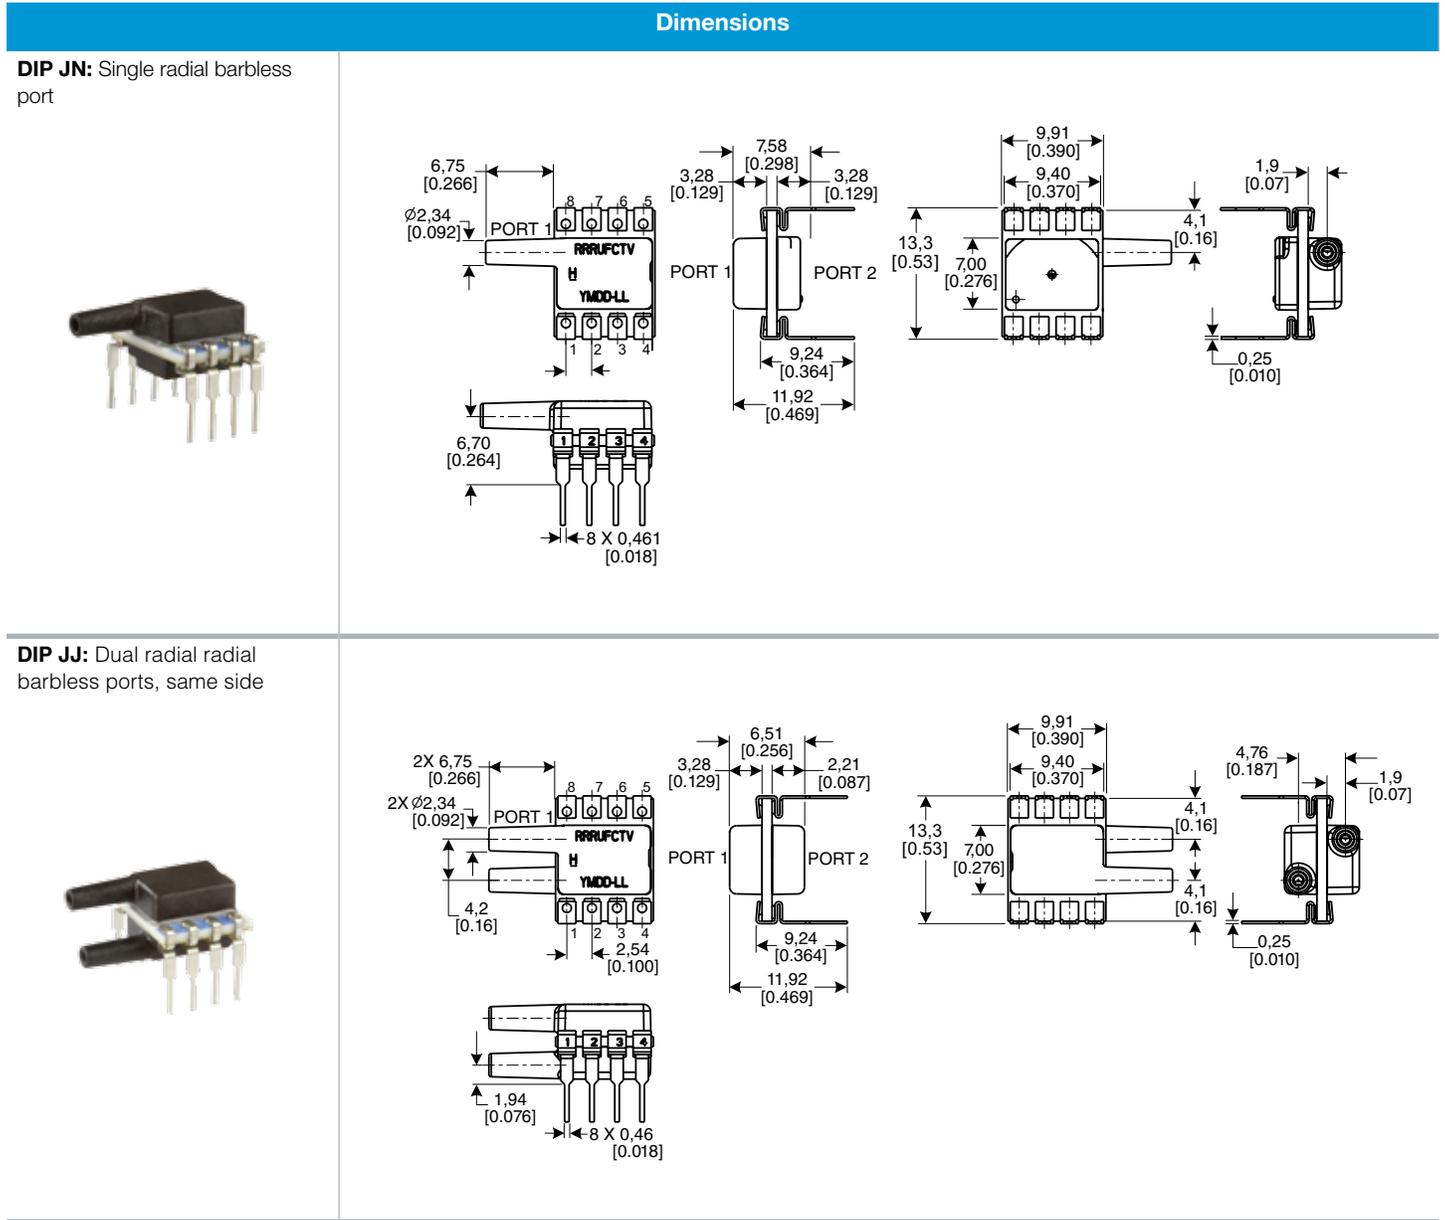 Dimensions
DIP JN: Single radial barbless
port
6,75
[0.266]
Ø2,34
[0.092]
PORT 1
8 7 6 5
RRRUFCTV
H
YMDD-LL
1 2 3 4
7,58
[0.298]
3,28
[0.129]
3,28
[0.129]
PORT 1
PORT 2
9,24
[0.364]
11,92
[0.469]
9,91
[0.390]
9,40
[0.370]
4,1
[0.16]
13,3
[0.53]
7,00
[0.276]
1,9
[0.07]
0,25
[0.010]
6,70
[0.264]
1 2 3 4
8 X 0,461
[0.018]
DIP JJ: Dual radial radial
barbless ports, same side
2X 6,75
[0.266]
2X Ø2,34
[0.092]
PORT 1
8 7 6 5
RRRUFCTV
H
YMDD-LL
1 2 3 4
4,2
[0.16]
2,54
[0.100]
6,51
[0.256]
3,28
[0.129]
2,21
[0.087]
PORT 1
PORT 2
9,24
[0.364]
11,92
[0.469]
9,91
[0.390]
9,40
[0.370]
4,1
[0.16]
13,3
[0.53]
7,00
[0.276]
4,1
[0.16]
4,76
[0.187]
1,9
[0.07]
0,25
[0.010]
1 2 3 4
1,94
[0.076]
8 X 0,46
[0.018]